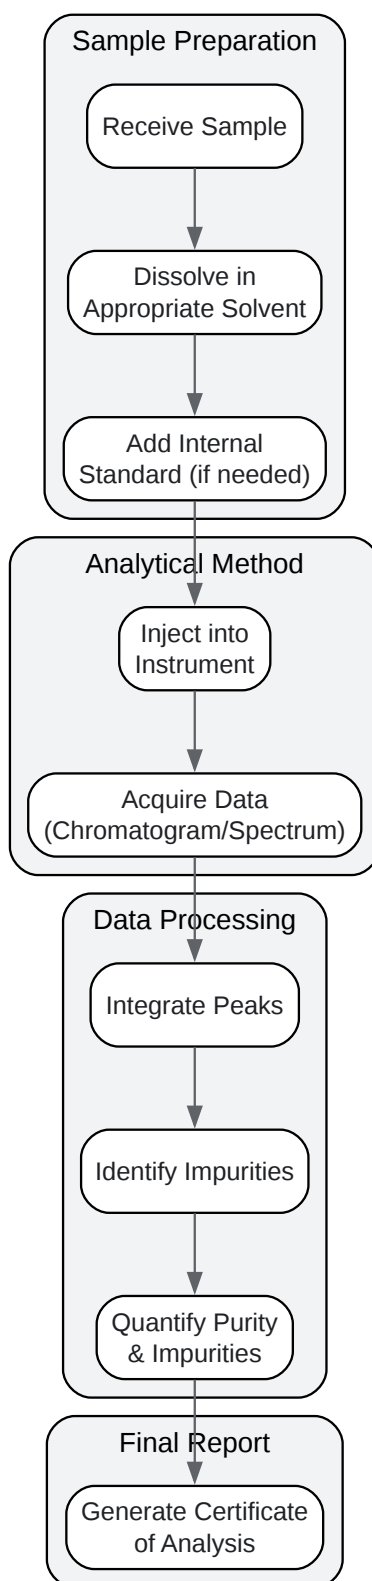 Sample Preparation
Receive Sample
Dissolve in
Appropriate Solvent
Add Internal
Standard (if needed)
Analytical Method
Inject into
Instrument
Acquire Data
(Chromatogram/Spectrum)
Data Processing
Integrate Peaks
Identify Impurities
Quantify Purity
& Impurities
Final Report
Generate Certificate
of Analysis